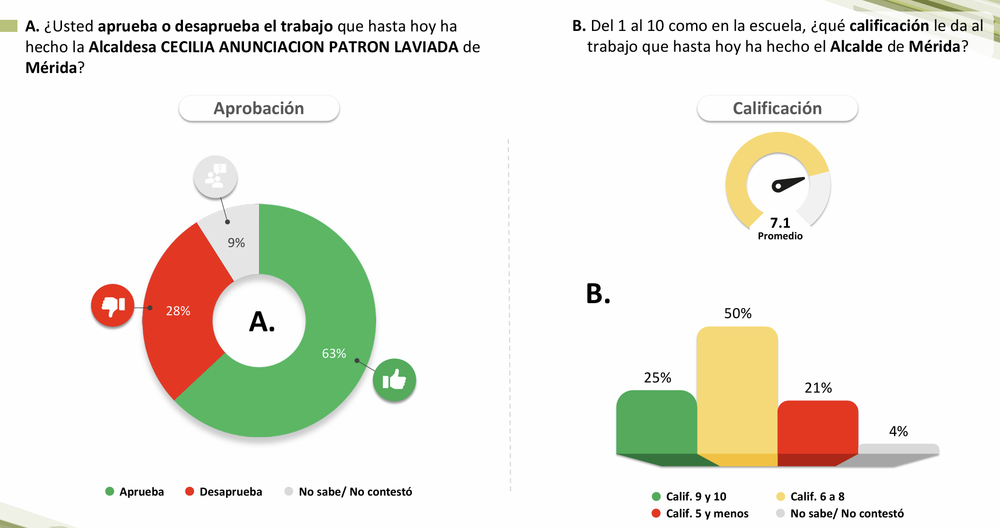 A. ¿Usted aprueba o desaprueba el trabajo que hasta hoy ha
hecho la Alcaldesa CECILIA ANUNCIACION PATRON LAVIADA de
Mérida?
Aprobación
?
9%
28%
A.
63%
Aprueba
Desaprueba
No sabe/ No contestó
B. Del 1 al 10 como en la escuela, ¿qué calificación le da al
trabajo que hasta hoy ha hecho el Alcalde de Mérida?
Calificación
7.1
Promedio
B.
50%
25%
21%
4%
Calif. 9 y 10
Calif. 6 a 8
Calif. 5 y menos
No sabe/ No contestó